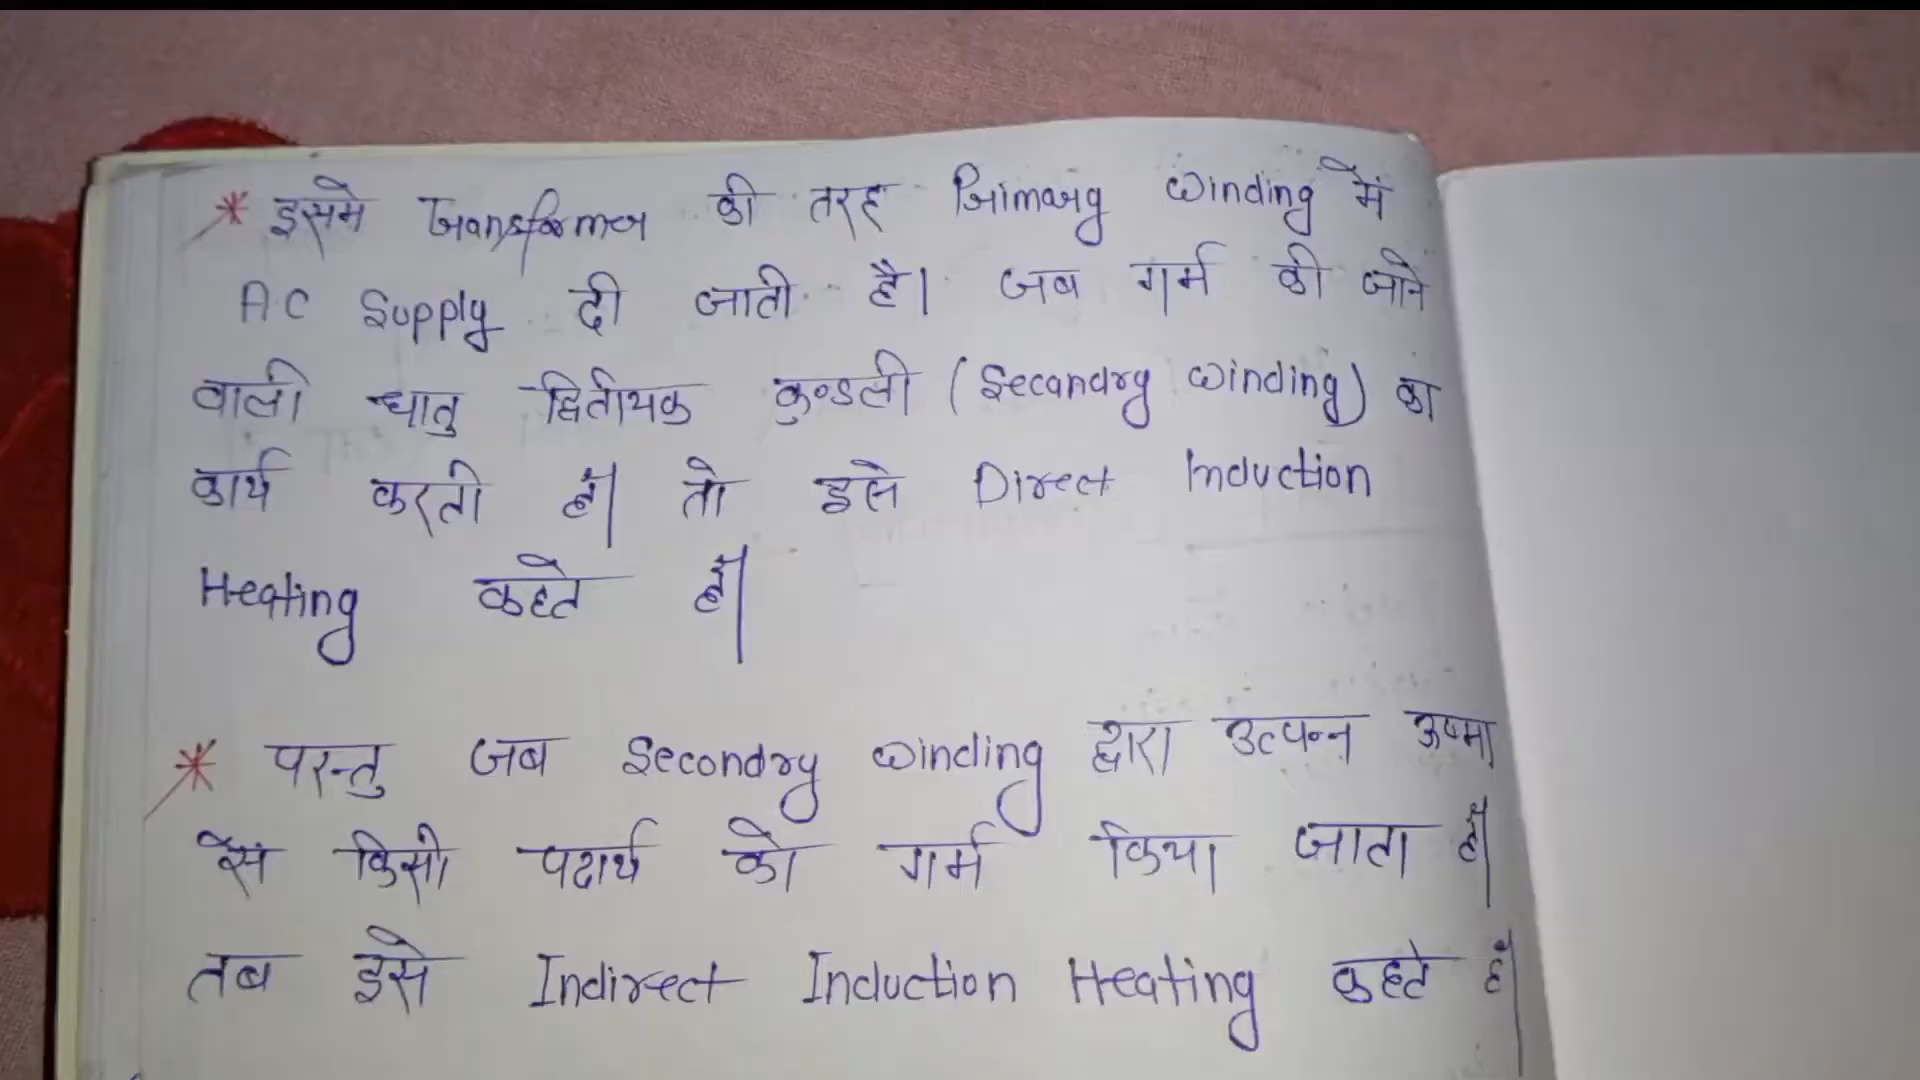 * इसमे Transformer की तरह Primary winding में
AC Supply दी जाती है। जब गर्म की जाने
वाली धातु द्वितीयक कुण्डली (Secandry winding) का
कार्य करती हैं। तो इसे Direct Induction
Heating कहते हैं।
* परन्तु जब Secondry winding द्वारा उत्पन्न ऊष्मा
से किसी पदार्थ को गर्म किया जाता हैं।
तब इसे Indirect Induction Heating कहते हैं।